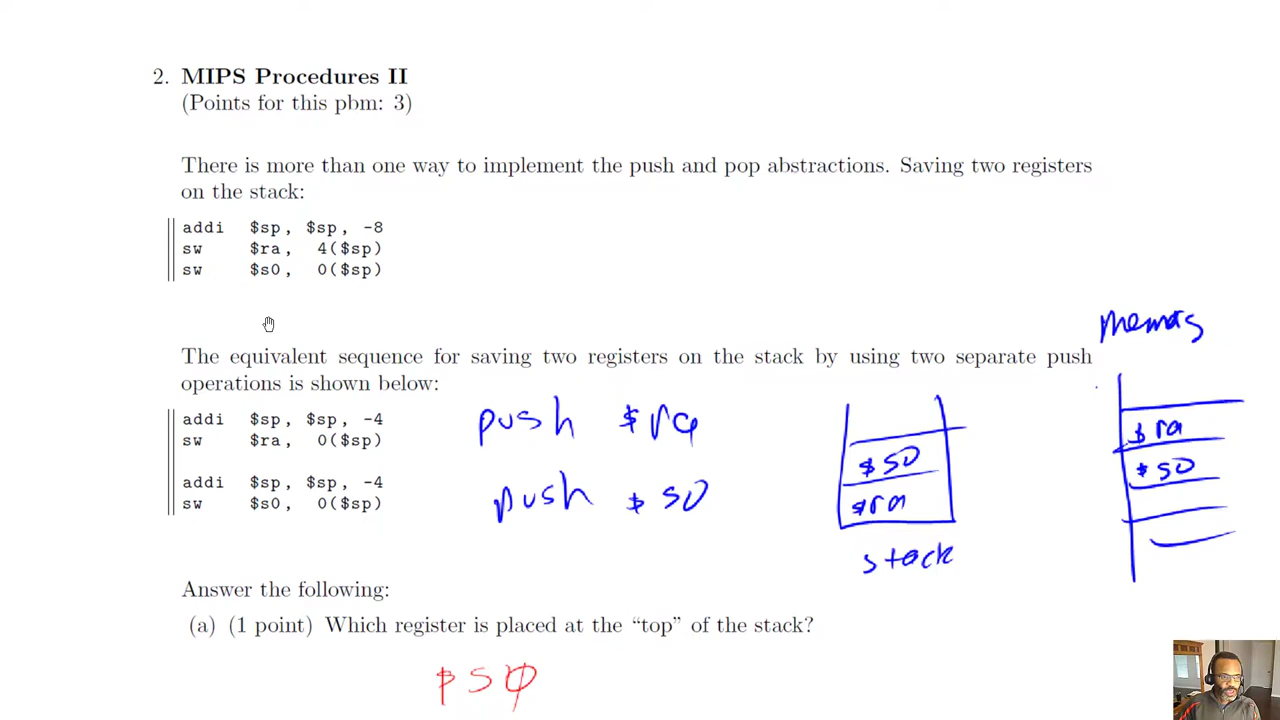 2. MIPS Procedures II
(Points for this pbm: 3)
There is more than one way to implement the push and pop abstractions. Saving two registers
on the stack:
addi $sp, $sp, -8
sw $ra, 4($sp)
sw $s0, 0($sp)
memory
The equivalent sequence for saving two registers on the stack by using two separate push
operations is shown below:
addi $sp, $sp, -4
sw $ra, 0($sp)
addi $sp, $sp, -4
sw $s0, 0($sp)
push $ra
push $s0
$s0
$ra
stack
$ra
$s0
Answer the following:
(a) (1 point) Which register is placed at the “top” of the stack?
$s0